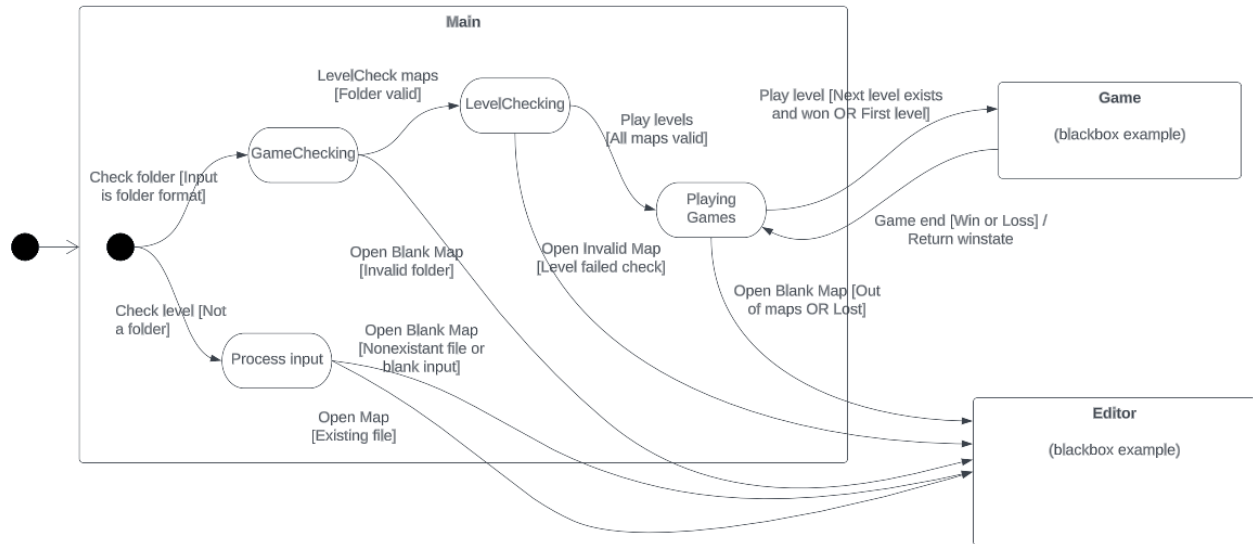 Main
LevelCheck maps
[Folder valid]
LevelChecking
Play level [Next level exists
and won OR First level]
Game
(blackbox example)
Play levels
[All maps valid]
GameChecking
Check folder [Input
is folder format]
Playing
Games
Game end [Win or Loss] /
Return winstate
Open Blank Map
[Invalid folder]
Open Invalid Map
[Level failed check]
Open Blank Map [Out
of maps OR Lost]
Check level [Not
a folder]
Process input
Open Blank Map
[Nonexistant file or
blank input]
Open Map
[Existing file]
Editor
(blackbox example)